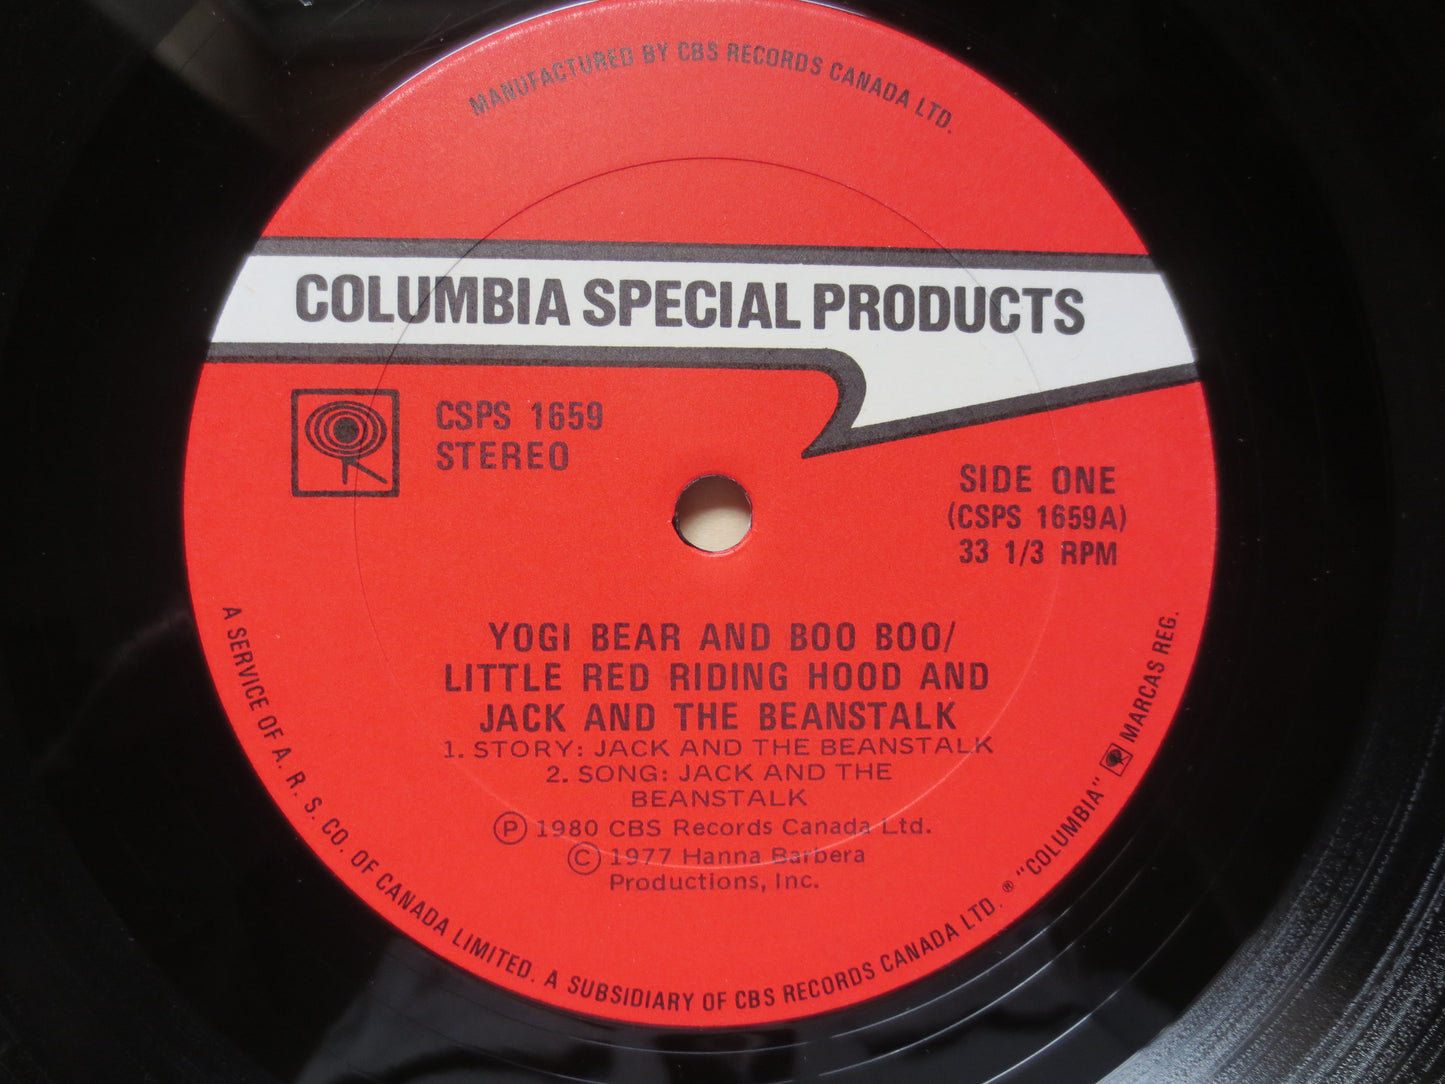 MANUFACTURED BY CBS RECORDS CANADA LTD.
COLUMBIA SPECIAL PRODUCTS
CSPS 1659
STEREO
SIDE ONE
(CSPS 1659A)
33 1/3 RPM
YOGI BEAR AND BOO BOO/
LITTLE RED RIDING HOOD AND
JACK AND THE BEANSTALK
1. STORY: JACK AND THE BEANSTALK
2. SONG: JACK AND THE
BEANSTALK
Ⓟ 1980 CBS Records Canada Ltd.
© 1977 Hanna Barbera
Productions, Inc.
A SERVICE OF A. R. S. CO. OF CANADA LIMITED. A SUBSIDIARY OF CBS RECORDS CANADA LTD. ® "COLUMBIA" MARCAS REG.